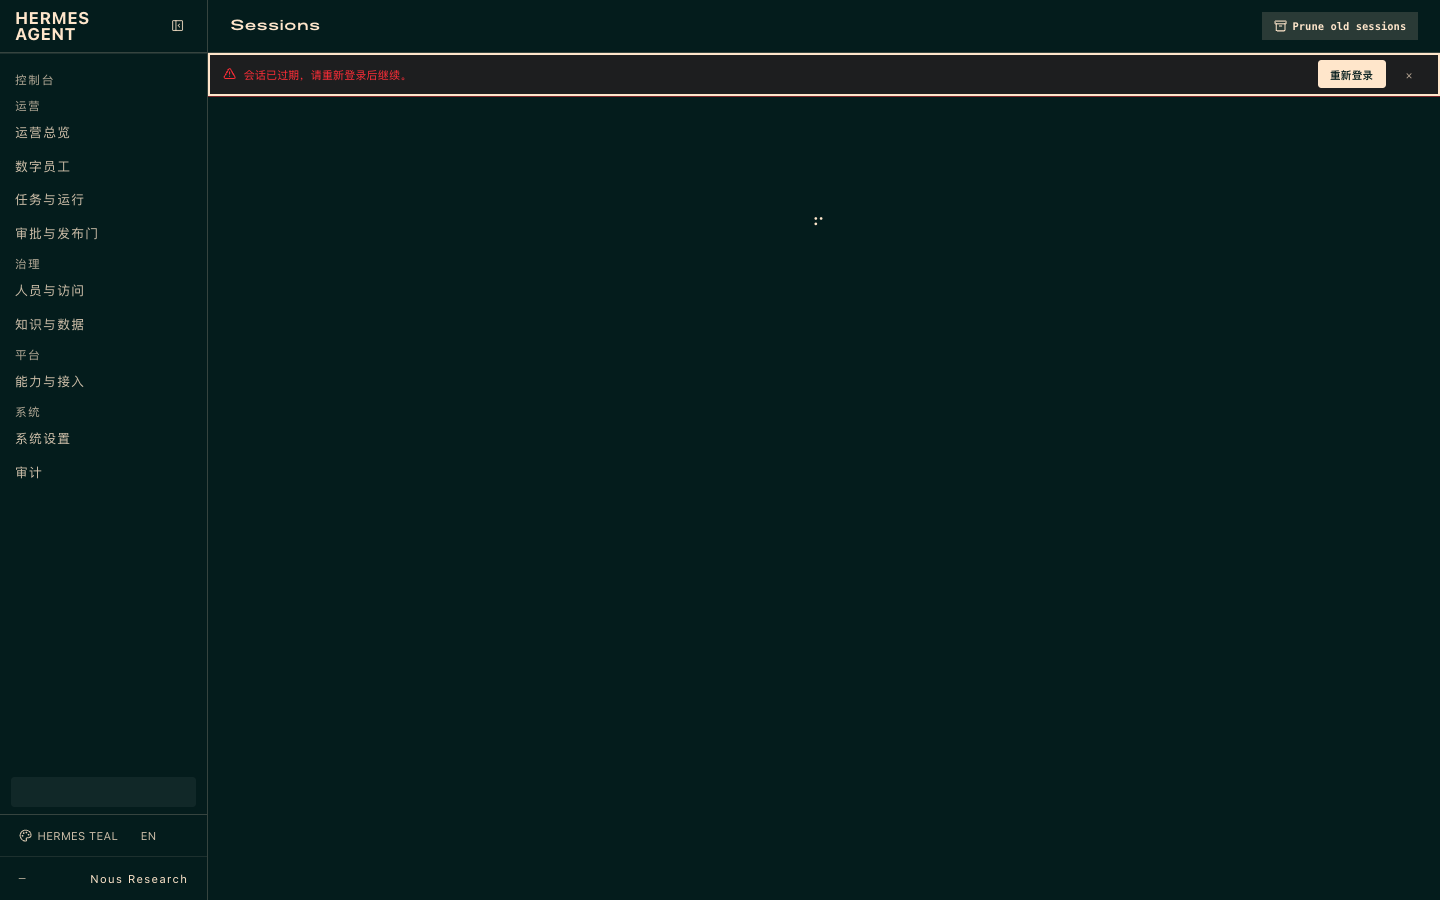 HERMES
AGENT
Sessions
Prune old sessions
会话已过期，请重新登录后继续。
重新登录
×
控制台
运营
运营总览
数字员工
任务与运行
审批与发布门
治理
人员与访问
知识与数据
平台
能力与接入
系统
系统设置
审计
HERMES TEAL
EN
—
Nous Research